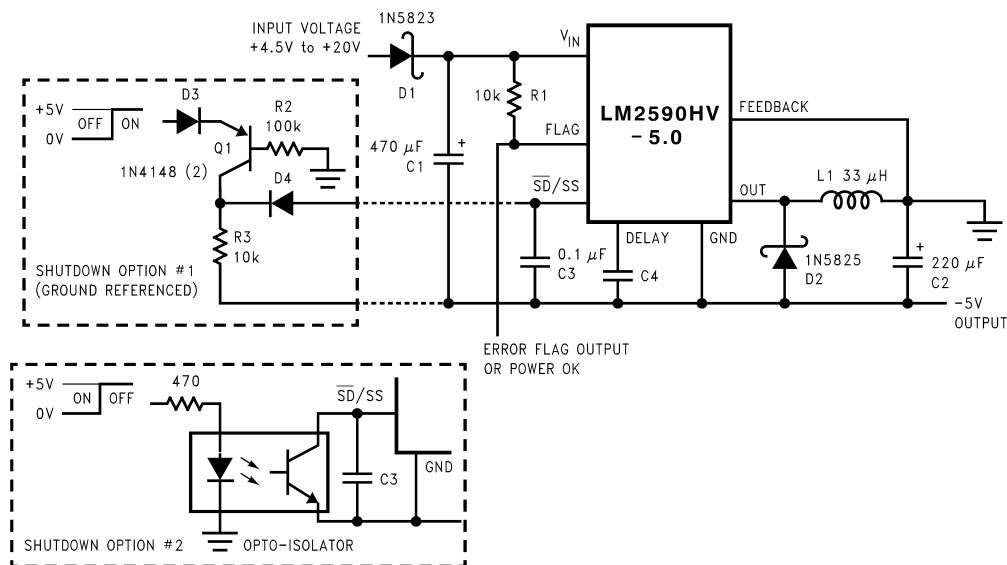 1N5823
INPUT VOLTAGE
+4.5V to +20V
D1
VIN
10k
R1
FLAG
LM2590HV
-5.0
FEEDBACK
OUT
L1 33 μH
+5V
0V
OFF
ON
D3
R2
100k
Q1
1N4148 (2)
D4
R3
10k
SHUTDOWN OPTION #1
(GROUND REFERENCED)
470 μF
+
C1
SD/SS
0.1 μF
C3
DELAY
C4
GND
1N5825
D2
+
220 μF
C2
-5V
OUTPUT
ERROR FLAG OUTPUT
OR POWER OK
+5V
0V
ON
OFF
470
SD/SS
GND
C3
SHUTDOWN OPTION #2
OPTO-ISOLATOR